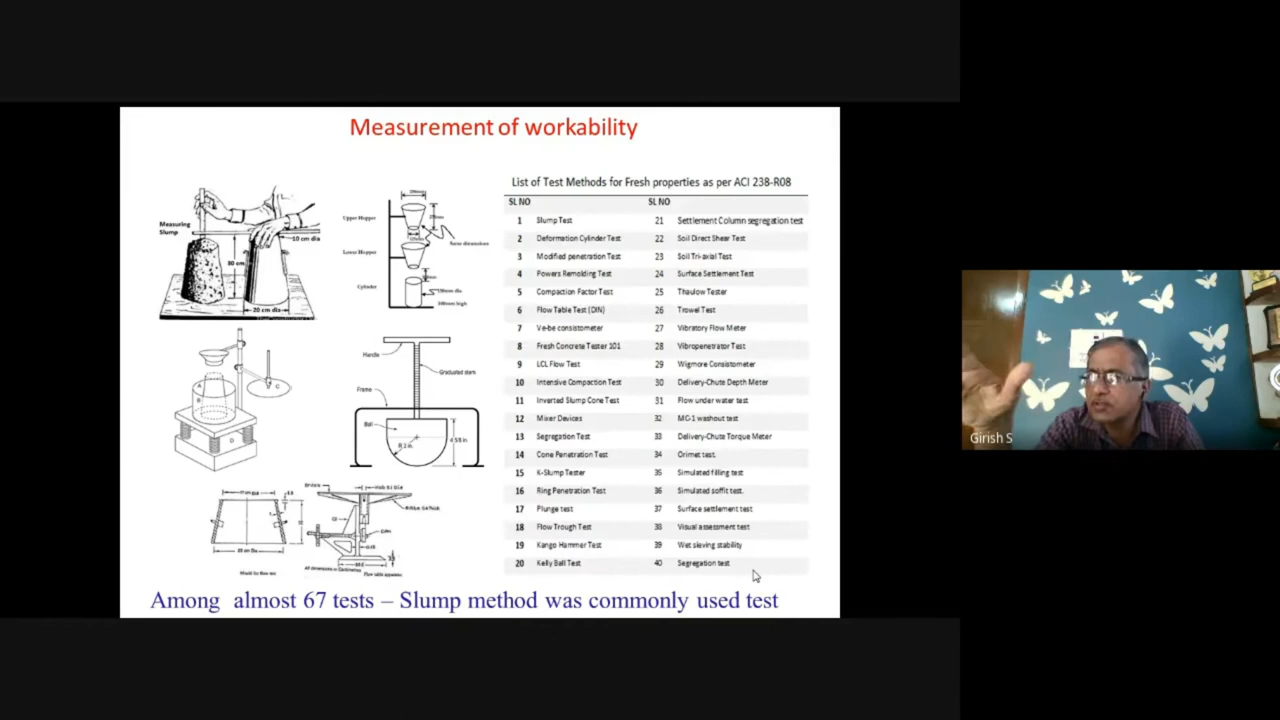 Measurement of workability
Measuring
Slump
10 cm dia
30 cm
20 cm dia
Upper Hopper
Lower Hopper
Cylinder
Same dimensions
Handle
Graduated stem
Frame
Ball
List of Test Methods for Fresh properties as per ACI 238-R08
SL NO SL NO
1 Slump Test 21 Settlement Column segregation test
2 Deformation Cylinder Test 22 Soil Direct Shear Test
3 Modified penetration Test 23 Soil Tri-axial Test
4 Powers Remolding Test 24 Surface Settlement Test
5 Compaction Factor Test 25 Thaulow Tester
6 Flow Table Test (DIN) 26 Trowel Test
7 Ve-be consistometer 27 Vibratory Flow Meter
8 Fresh Concrete Tester 101 28 Vibropenetrator Test
9 LCL Flow Test 29 Wigmore Consistometer
10 Intensive Compaction Test 30 Delivery-Chute Depth Meter
11 Inverted Slump Cone Test 31 Flow under water test
12 Mixer Devices 32 MC-1 washout test
13 Segregation Test 33 Delivery-Chute Torque Meter
14 Cone Penetration Test 34 Orimet test.
15 K-Slump Tester 35 Simulated filling test
16 Ring Penetration Test 36 Simulated soffit test.
17 Plunge test 37 Surface settlement test
18 Flow Trough Test 38 Visual assessment test
19 Kango Hammer Test 39 Wet sieving stability
20 Kelly Ball Test 40 Segregation test
Among almost 67 tests – Slump method was commonly used test
Girish S